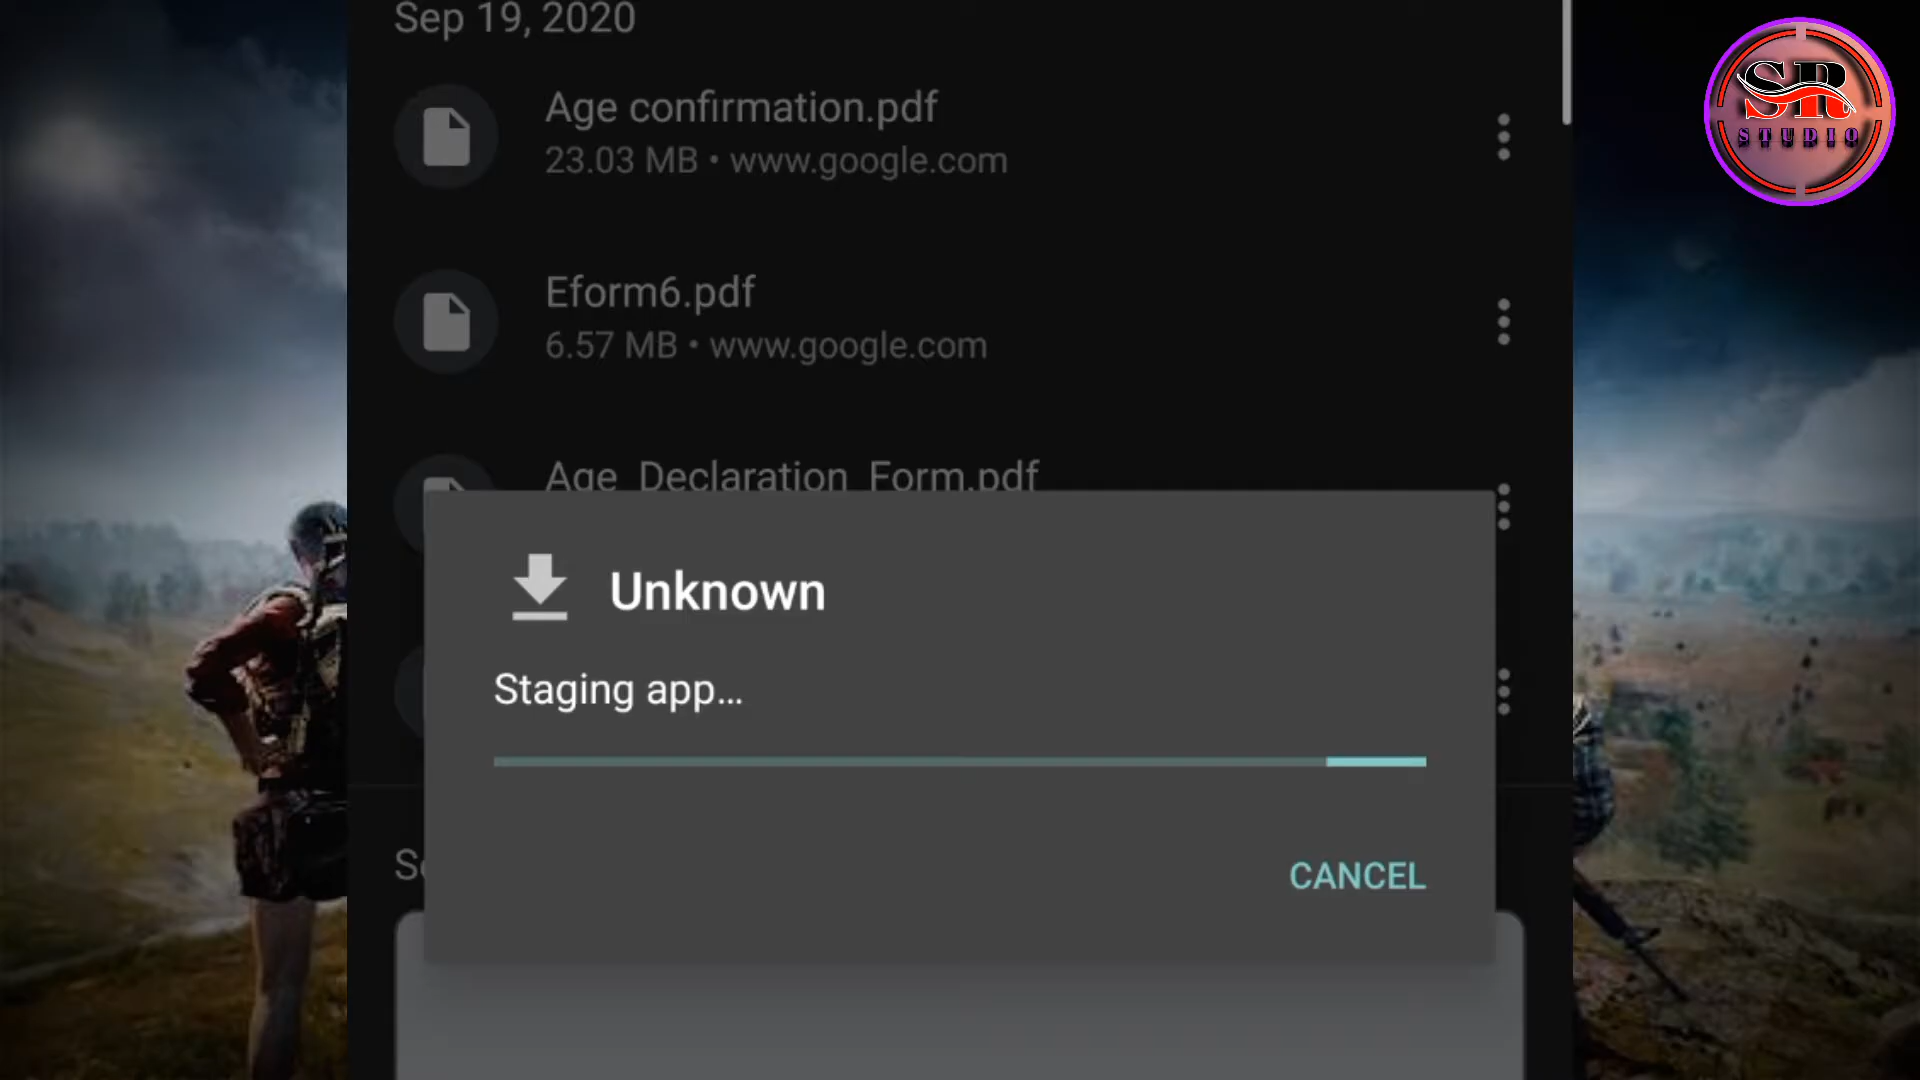 Sep 19, 2020
SR
STUDIO
Age confirmation.pdf
23.03 MB • www.google.com
Eform6.pdf
6.57 MB • www.google.com
Age_Declaration_Form.pdf
Unknown
Staging app...
CANCEL